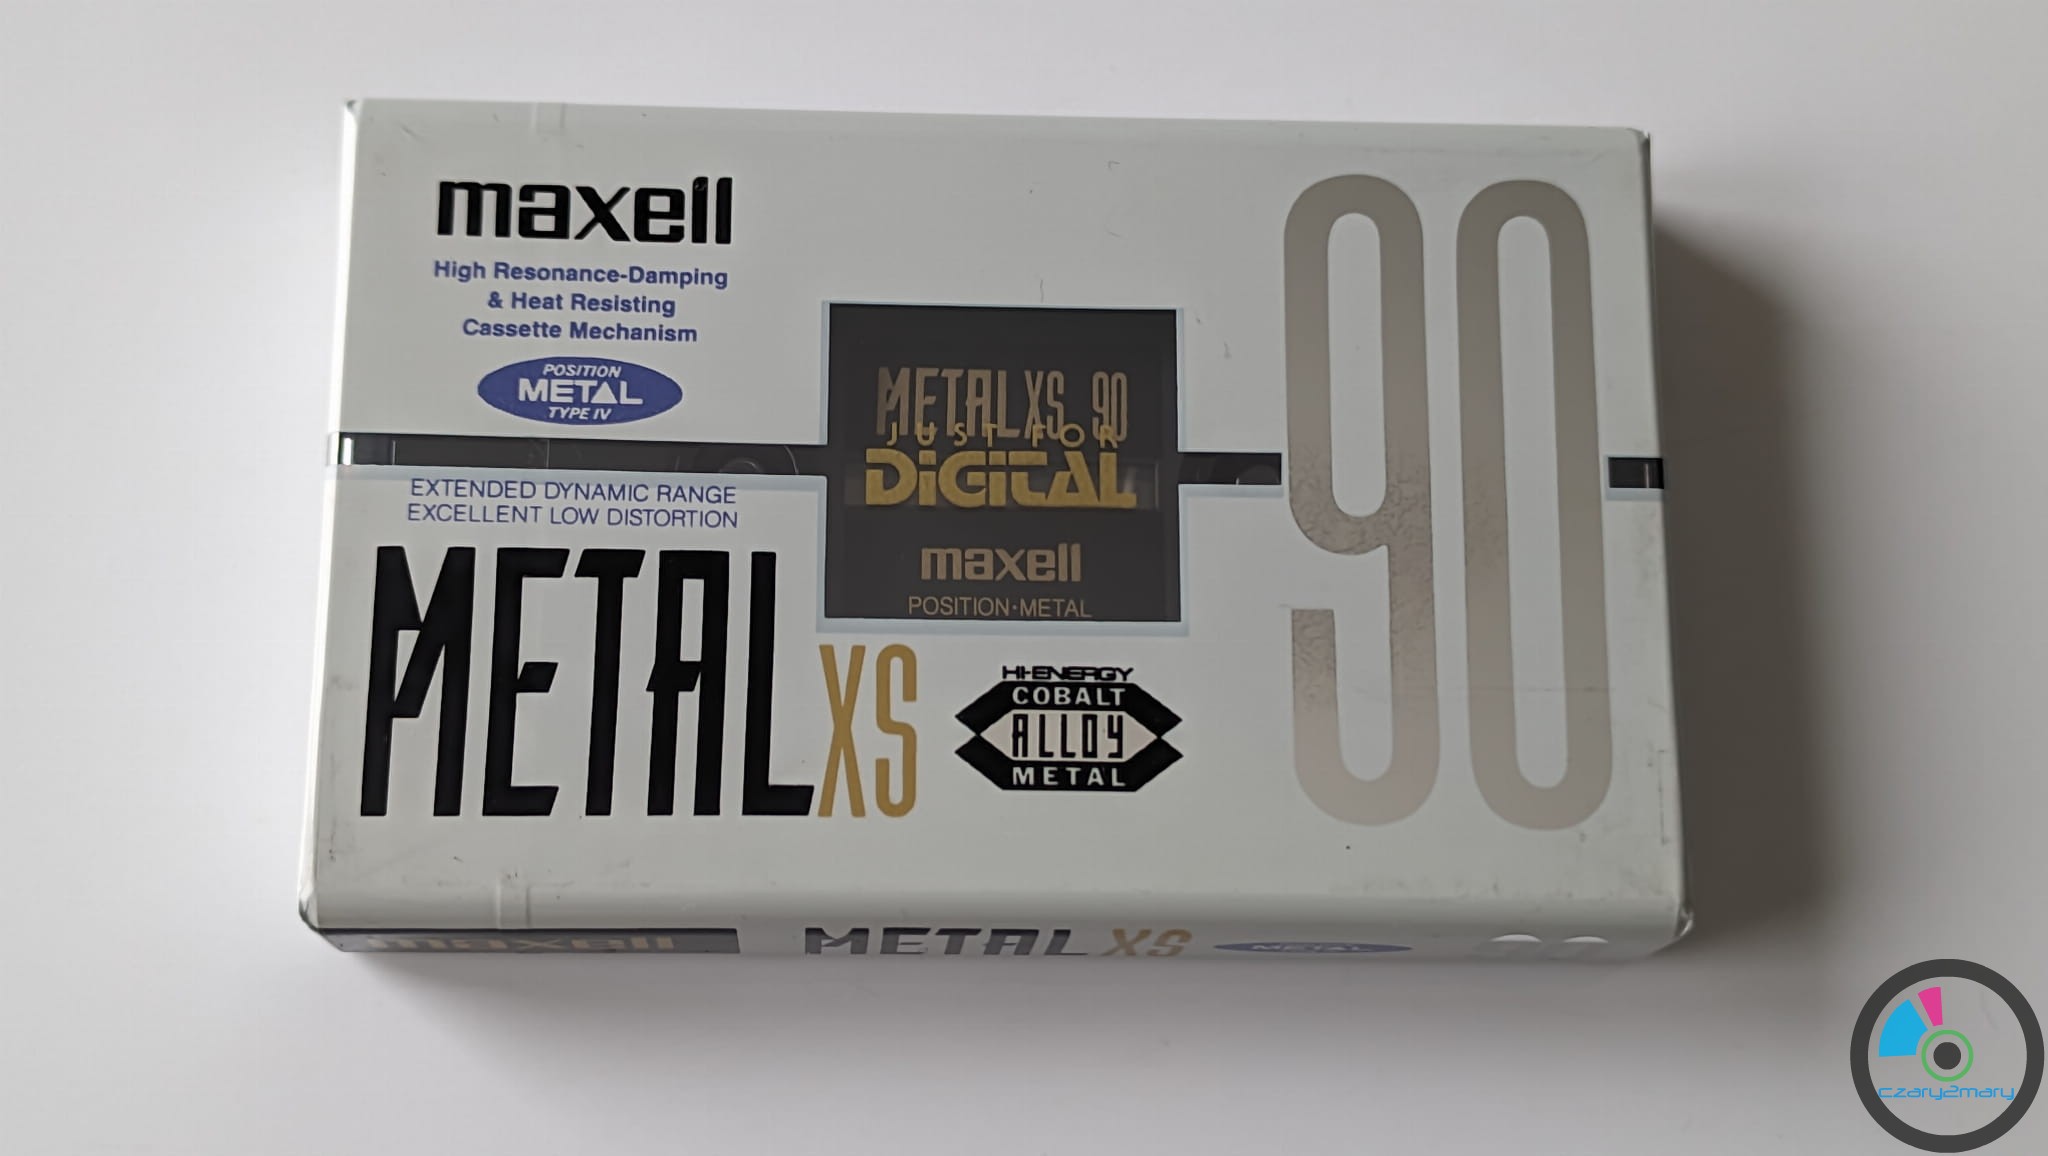 maxell
High Resonance-Damping
& Heat Resisting
Cassette Mechanism
POSITION
METAL
TYPE IV
EXTENDED DYNAMIC RANGE
EXCELLENT LOW DISTORTION
METAL XS
METAL XS 90
JUST FOR
DIGITAL
maxell
POSITION·METAL
HI-ENERGY
COBALT
ALLOY
METAL
90
maxell METAL XS METAL
czary2mary